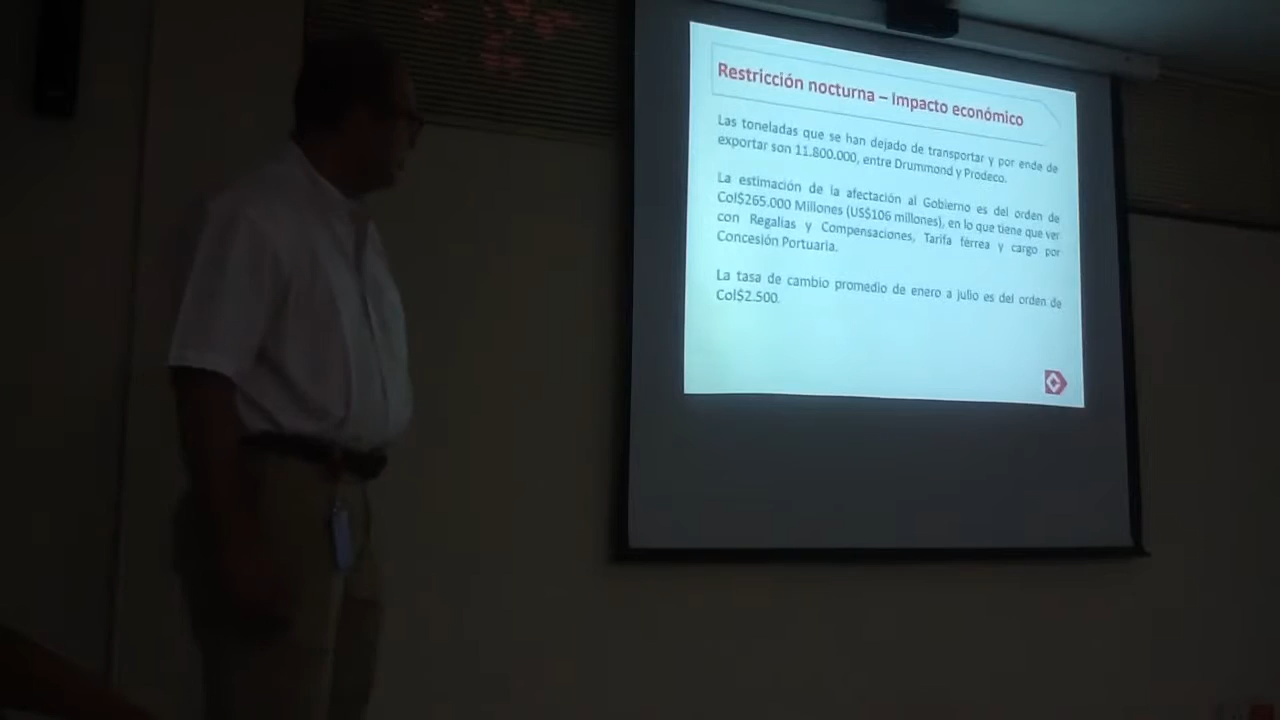 Restricción nocturna – Impacto económico
Las toneladas que se han dejado de transportar y por ende de
exportar son 11.800.000, entre Drummond y Prodeco.
La estimación de la afectación al Gobierno es del orden de
Col$265.000 Millones (US$106 millones), en lo que tiene que ver
con Regalías y Compensaciones, Tarifa férrea y cargo por
Concesión Portuaria.
La tasa de cambio promedio de enero a julio es del orden de
Col$2.500.